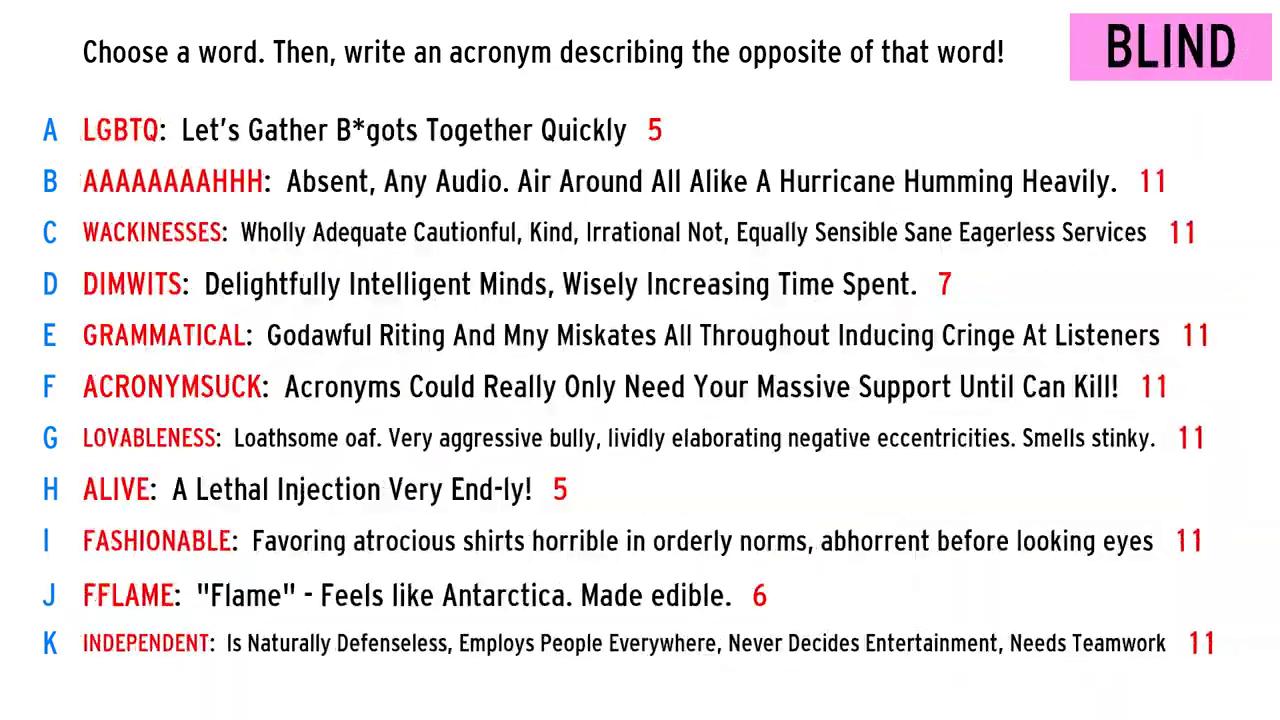 Choose a word. Then, write an acronym describing the opposite of that word!
BLIND
A LGBTQ: Let's Gather B*gots Together Quickly 5
B AAAAAAAAHHH: Absent, Any Audio. Air Around All Alike A Hurricane Humming Heavily. 11
C WACKINESSES: Wholly Adequate Cautionful, Kind, Irrational Not, Equally Sensible Sane Eagerless Services 11
D DIMWITS: Delightfully Intelligent Minds, Wisely Increasing Time Spent. 7
E GRAMMATICAL: Godawful Riting And Mny Miskates All Throughout Inducing Cringe At Listeners 11
F ACRONYMSUCK: Acronyms Could Really Only Need Your Massive Support Until Can Kill! 11
G LOVABLENESS: Loathsome oaf. Very aggressive bully, lividly elaborating negative eccentricities. Smells stinky. 11
H ALIVE: A Lethal Injection Very End-ly! 5
I FASHIONABLE: Favoring atrocious shirts horrible in orderly norms, abhorrent before looking eyes 11
J FFLAME: "Flame" - Feels like Antarctica. Made edible. 6
K INDEPENDENT: Is Naturally Defenseless, Employs People Everywhere, Never Decides Entertainment, Needs Teamwork 11